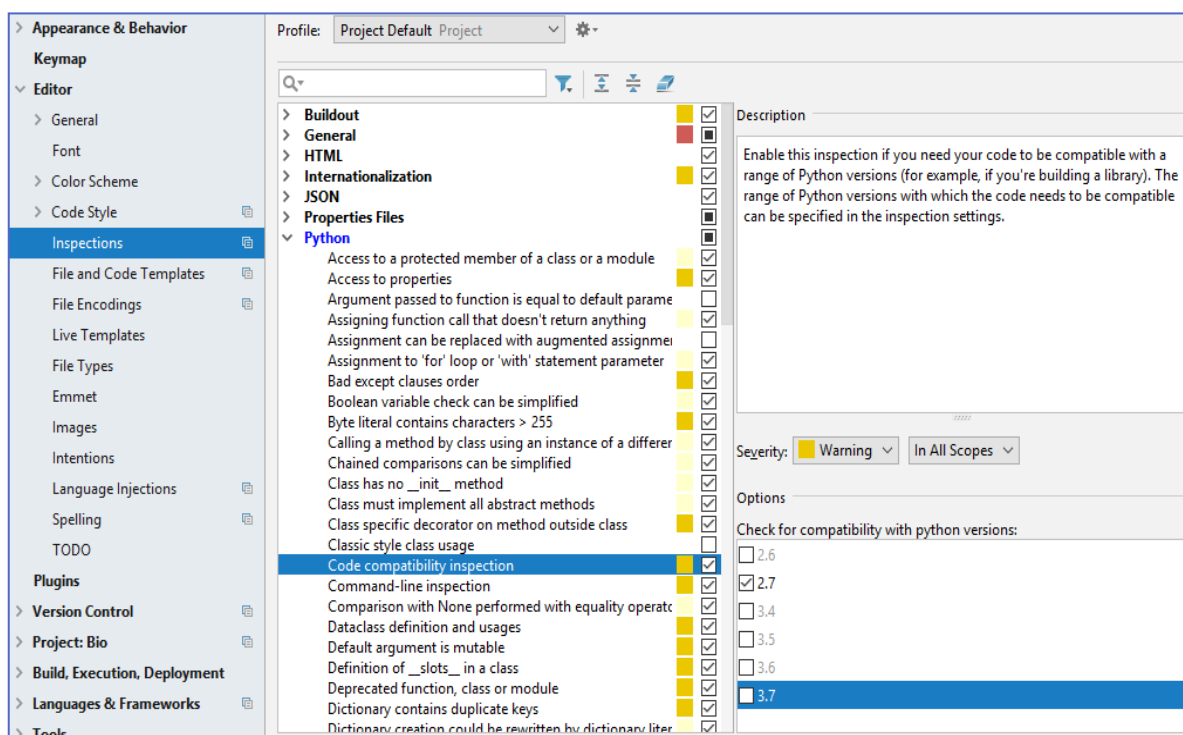 Appearance & Behavior
Keymap
Editor
General
Font
Color Scheme
Code Style
Inspections
File and Code Templates
File Encodings
Live Templates
File Types
Emmet
Images
Intentions
Language Injections
Spelling
TODO
Plugins
Version Control
Project: Bio
Build, Execution, Deployment
Languages & Frameworks
Tools
Profile: Project Default Project
Buildout
General
HTML
Internationalization
JSON
Properties Files
Python
Access to a protected member of a class or a module
Access to properties
Argument passed to function is equal to default parame
Assigning function call that doesn't return anything
Assignment can be replaced with augmented assignmen
Assignment to 'for' loop or 'with' statement parameter
Bad except clauses order
Boolean variable check can be simplified
Byte literal contains characters > 255
Calling a method by class using an instance of a differer
Chained comparisons can be simplified
Class has no __init__ method
Class must implement all abstract methods
Class specific decorator on method outside class
Classic style class usage
Code compatibility inspection
Command-line inspection
Comparison with None performed with equality operato
Dataclass definition and usages
Default argument is mutable
Definition of __slots__ in a class
Deprecated function, class or module
Dictionary contains duplicate keys
Dictionary creation could be rewritten by dictionary liter
Description
Enable this inspection if you need your code to be compatible with a
range of Python versions (for example, if you're building a library). The
range of Python versions with which the code needs to be compatible
can be specified in the inspection settings.
Severity: Warning In All Scopes
Options
Check for compatibility with python versions:
2.6
2.7
3.4
3.5
3.6
3.7